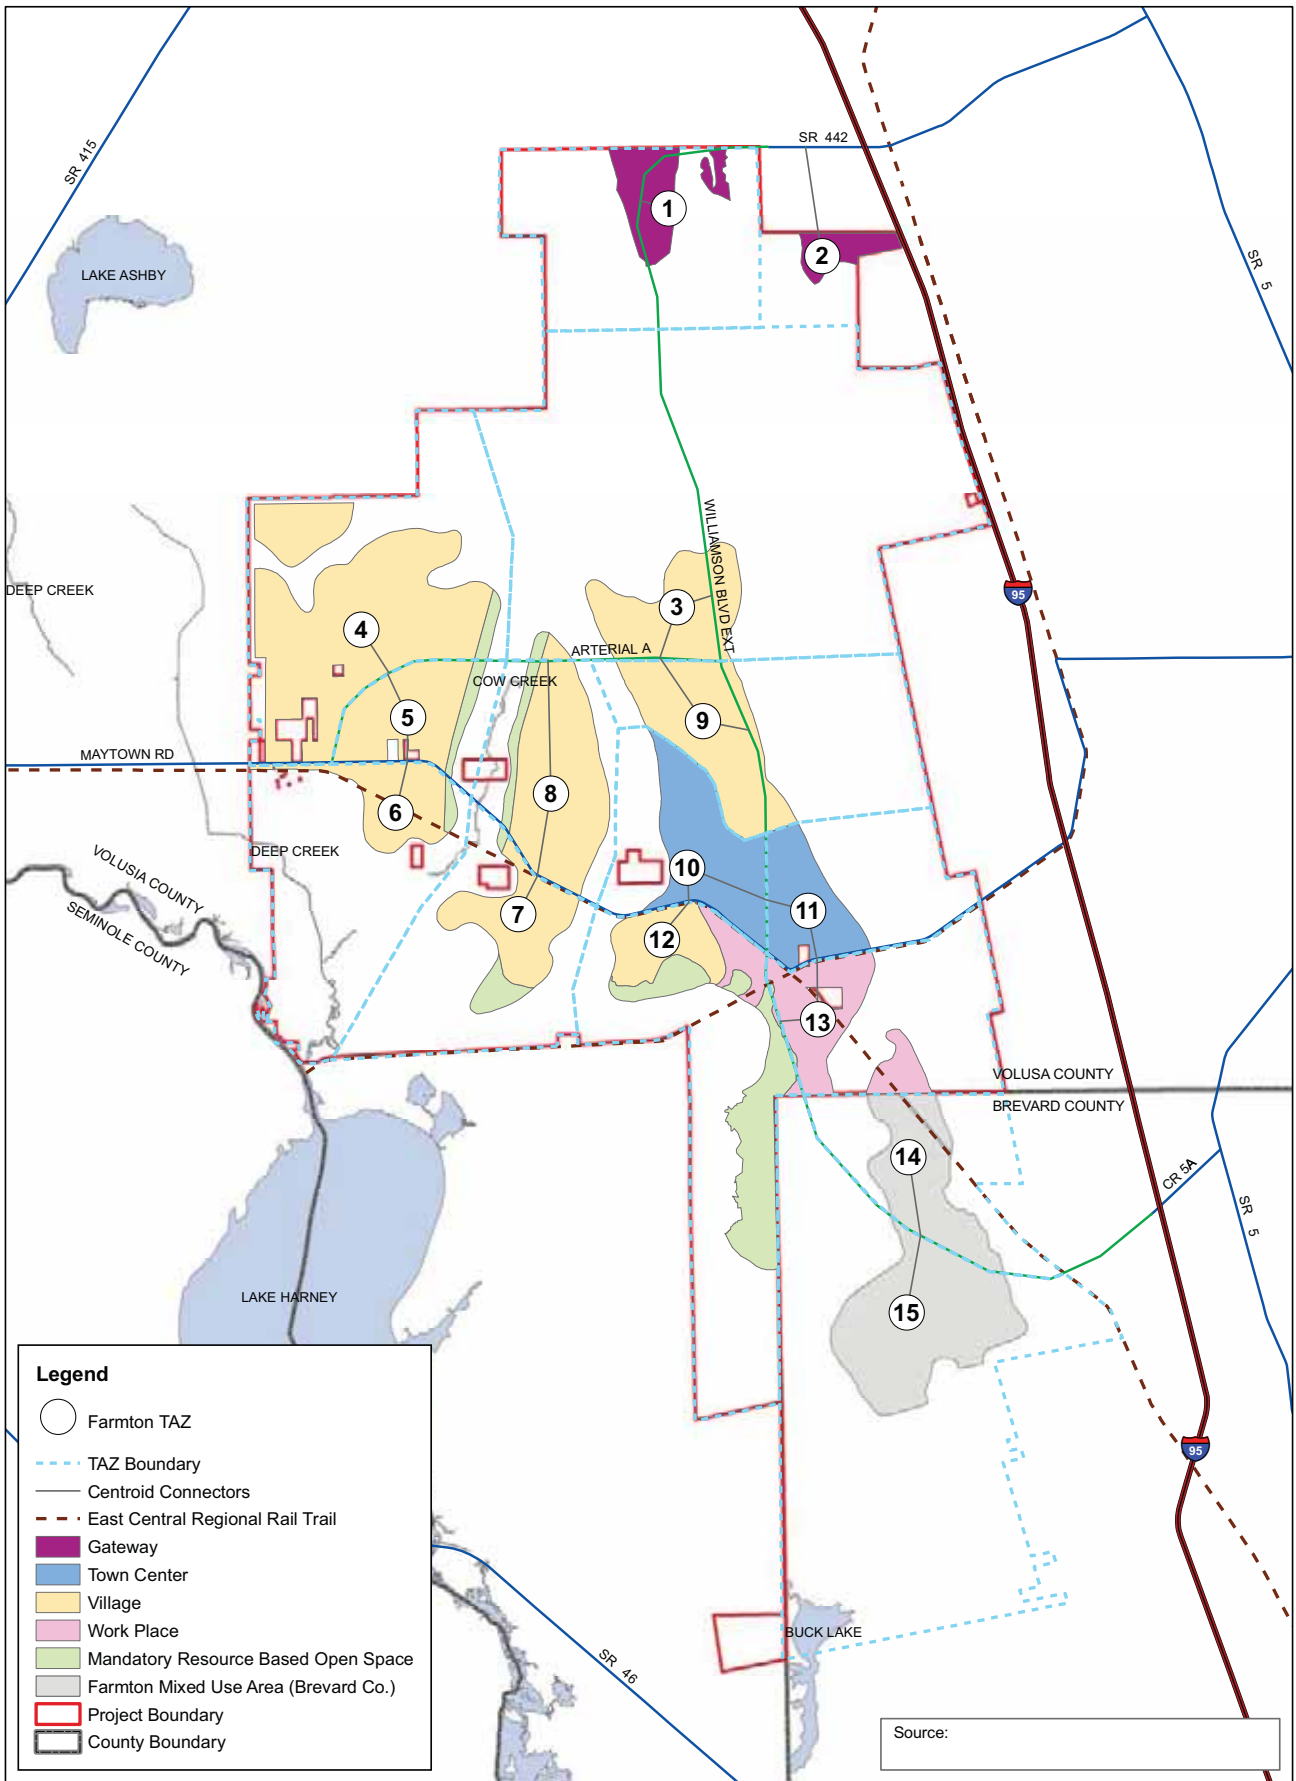 SR 442
SR 415
1
2
SR 5
LAKE ASHBY
WILLIAMSON BLVD EXT
DEEP CREEK
95
3
4
ARTERIAL A
COW CREEK
5
9
MAYTOWN RD
8
6
DEEP CREEK
10
VOLUSIA COUNTY
SEMINOLE COUNTY
7
11
12
13
VOLUSA COUNTY
BREVARD COUNTY
14
CR 5A
SR 5
LAKE HARNEY
15
95
Legend
Farmton TAZ
TAZ Boundary
Centroid Connectors
East Central Regional Rail Trail
Gateway
Town Center
Village
Work Place
Mandatory Resource Based Open Space
Farmton Mixed Use Area (Brevard Co.)
Project Boundary
County Boundary
BUCK LAKE
SR 46
Source: